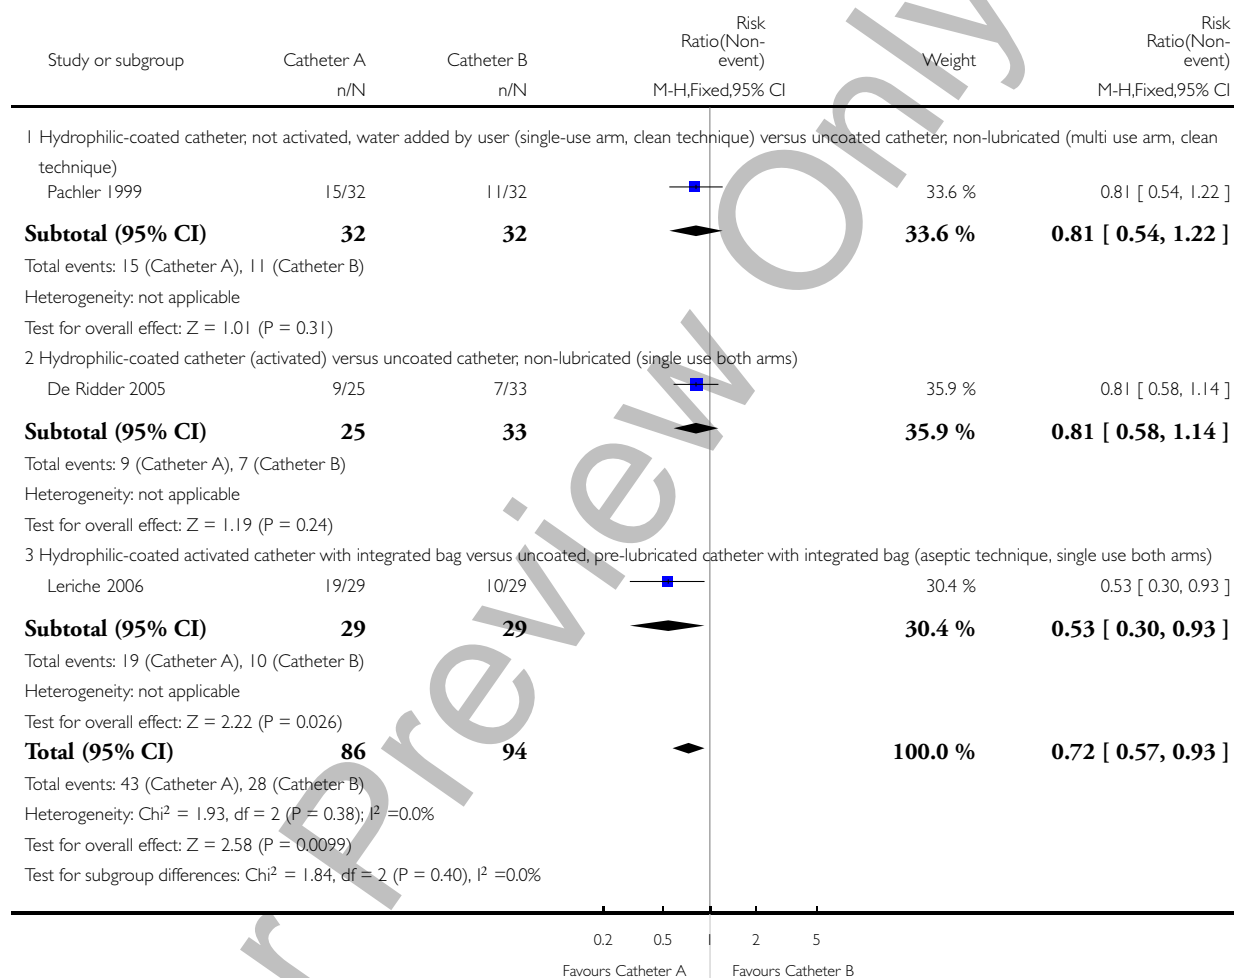 Risk
Ratio(Non-
event)
Risk
Ratio(Non-
event)
Study or subgroup Catheter A Catheter B Weight
n/N n/N M-H,Fixed,95% CI M-H,Fixed,95% CI
1 Hydrophilic-coated catheter, not activated, water added by user (single-use arm, clean technique) versus uncoated catheter, non-lubricated (multi use arm, clean
technique)
Pachler 1999 15/32 11/32 33.6 % 0.81 [ 0.54, 1.22 ]
Subtotal (95% CI) 32 32 33.6 % 0.81 [ 0.54, 1.22 ]
Total events: 15 (Catheter A), 11 (Catheter B)
Heterogeneity: not applicable
Test for overall effect: Z = 1.01 (P = 0.31)
2 Hydrophilic-coated catheter (activated) versus uncoated catheter, non-lubricated (single use both arms)
De Ridder 2005 9/25 7/33 35.9 % 0.81 [ 0.58, 1.14 ]
Subtotal (95% CI) 25 33 35.9 % 0.81 [ 0.58, 1.14 ]
Total events: 9 (Catheter A), 7 (Catheter B)
Heterogeneity: not applicable
Test for overall effect: Z = 1.19 (P = 0.24)
3 Hydrophilic-coated activated catheter with integrated bag versus uncoated, pre-lubricated catheter with integrated bag (aseptic technique, single use both arms)
Leriche 2006 19/29 10/29 30.4 % 0.53 [ 0.30, 0.93 ]
Subtotal (95% CI) 29 29 30.4 % 0.53 [ 0.30, 0.93 ]
Total events: 19 (Catheter A), 10 (Catheter B)
Heterogeneity: not applicable
Test for overall effect: Z = 2.22 (P = 0.026)
Total (95% CI) 86 94 100.0 % 0.72 [ 0.57, 0.93 ]
Total events: 43 (Catheter A), 28 (Catheter B)
Heterogeneity: Chi² = 1.93, df = 2 (P = 0.38); I² =0.0%
Test for overall effect: Z = 2.58 (P = 0.0099)
Test for subgroup differences: Chi² = 1.84, df = 2 (P = 0.40), I² =0.0%
0.2 0.5 1 2 5
Favours Catheter A Favours Catheter B
r Preview Only